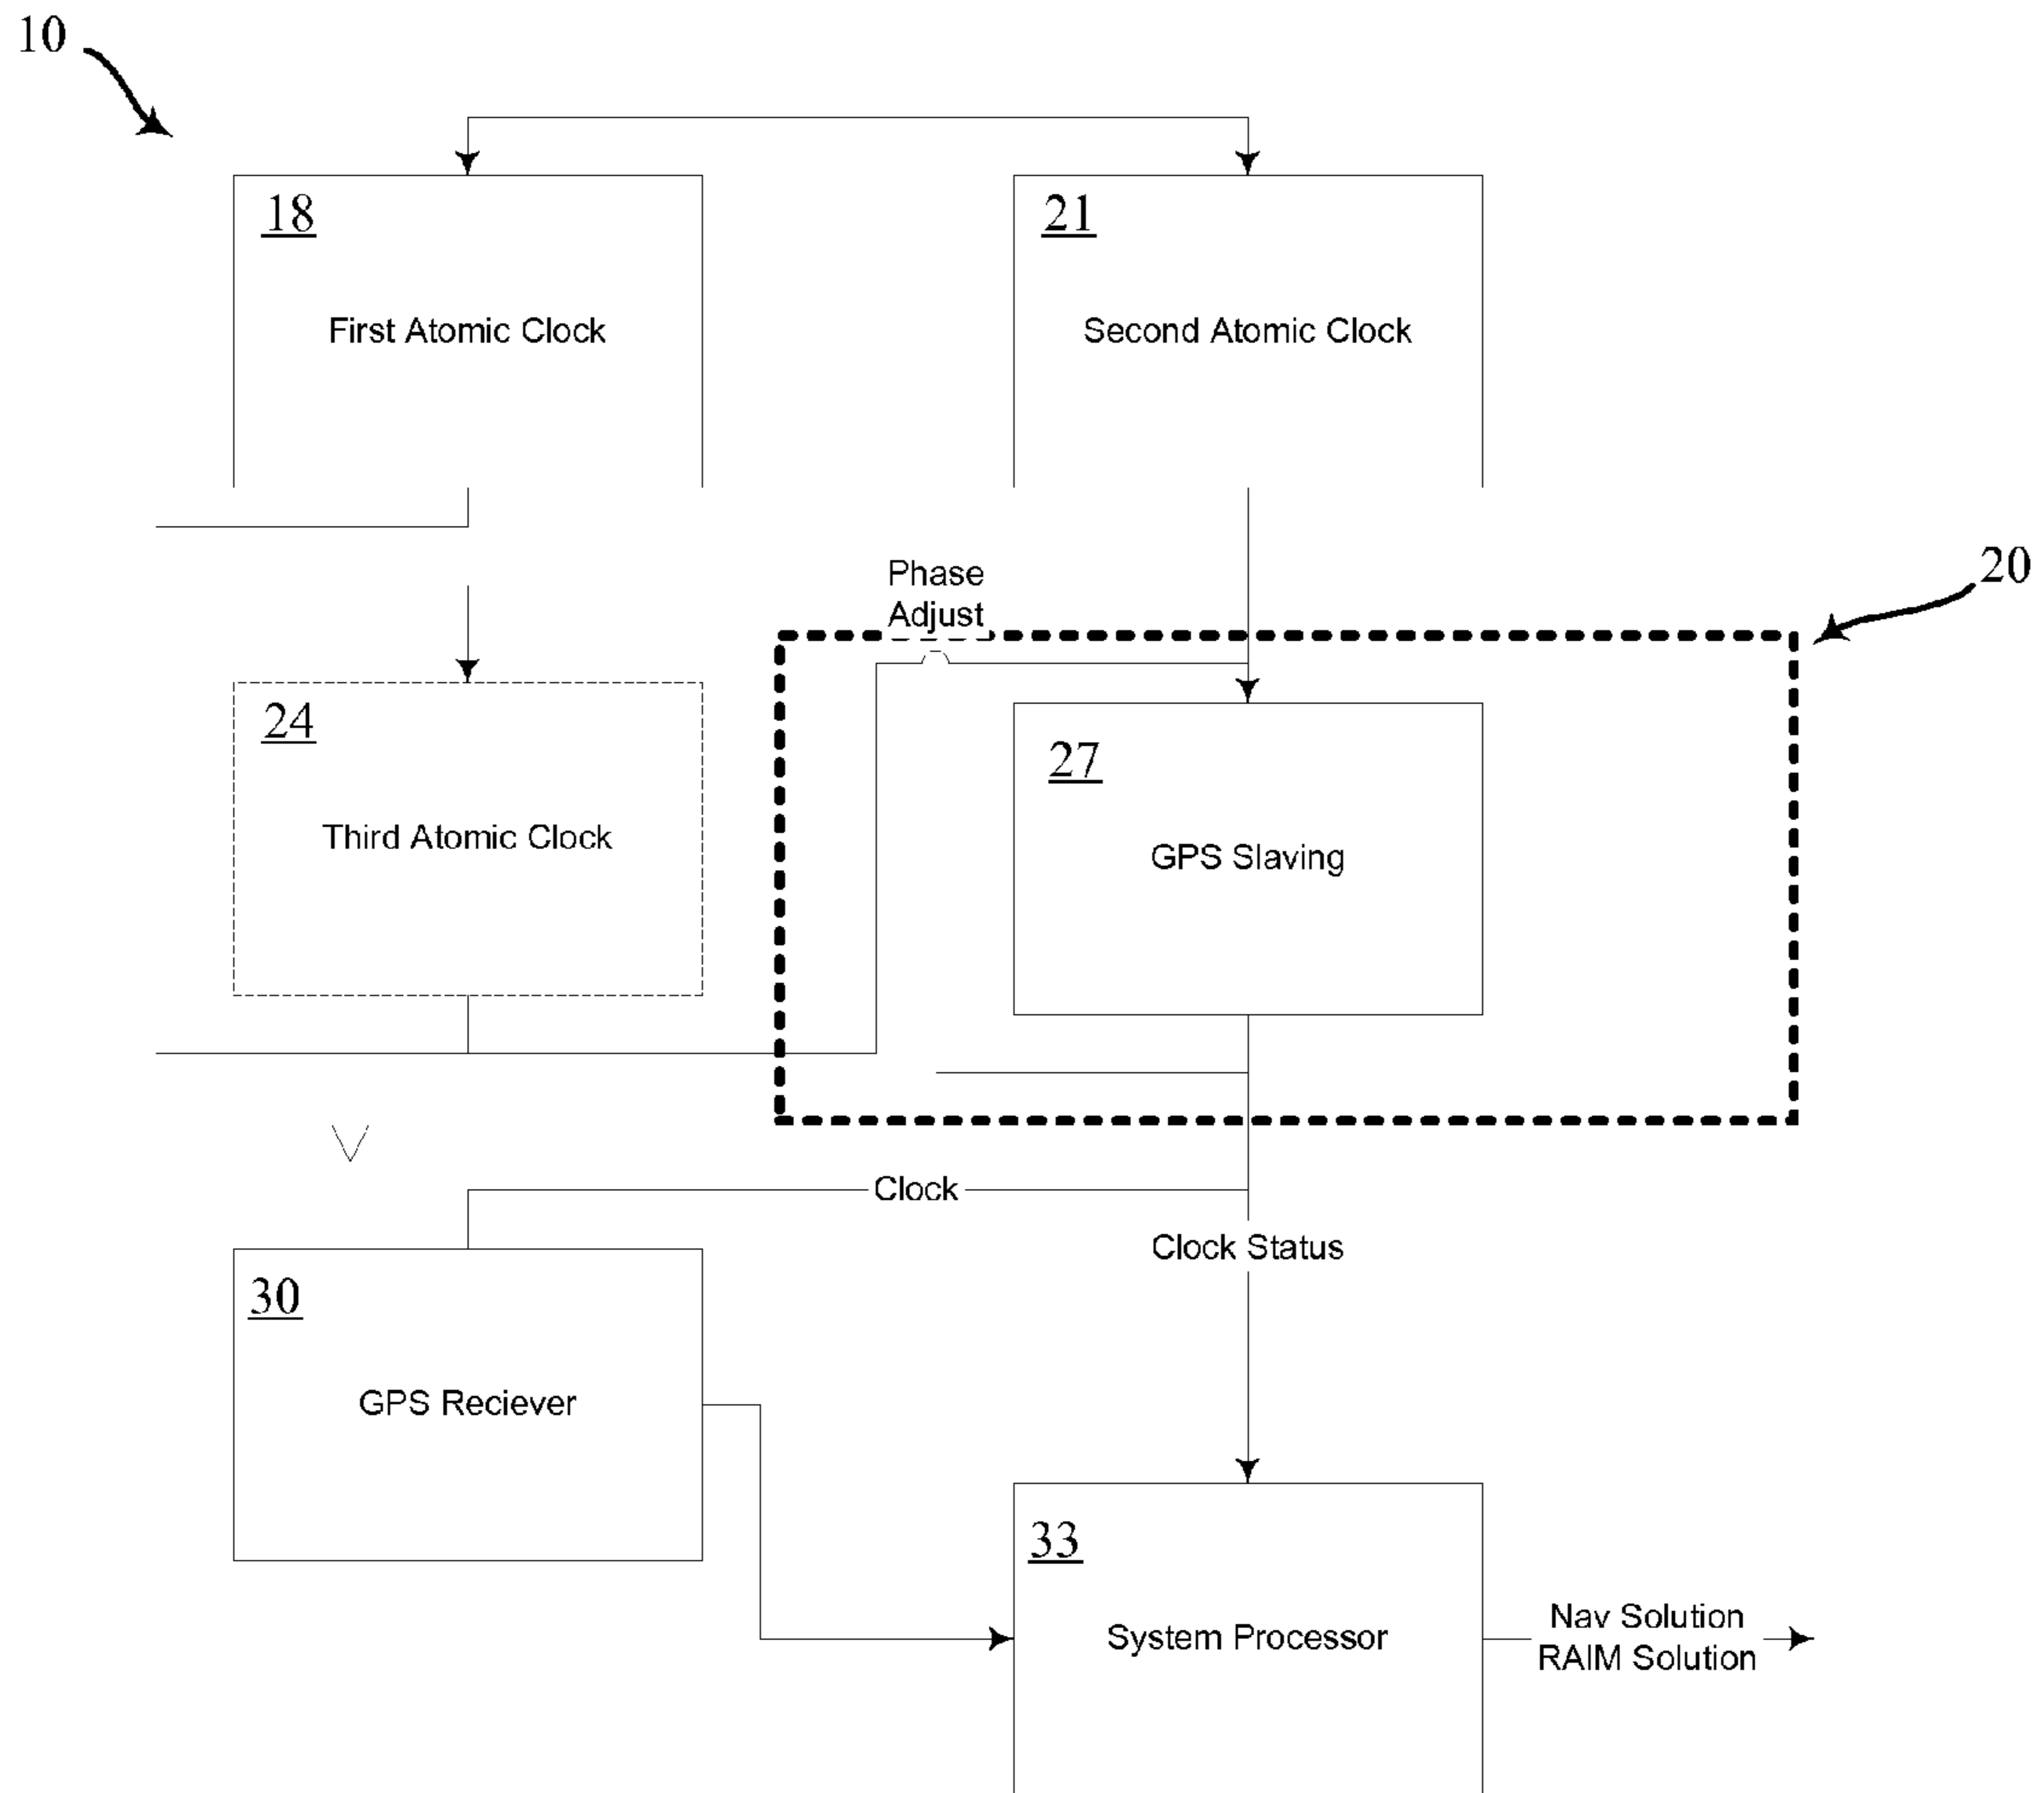 10
18
First Atomic Clock
21
Second Atomic Clock
20
Phase
Adjust
24
Third Atomic Clock
27
GPS Slaving
Clock
Clock Status
30
GPS Reciever
33
System Processor
Nav Solution
RAIM Solution